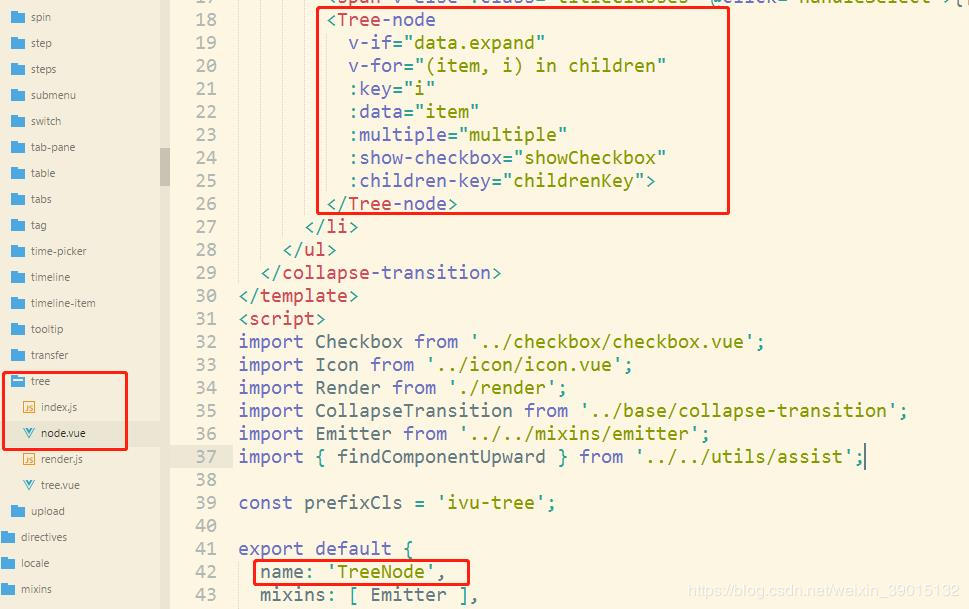 spin
step
steps
submenu
switch
tab-pane
table
tabs
tag
time-picker
timeline
timeline-item
tooltip
transfer
tree
JS index.js
node.vue
JS render.js
tree.vue
upload
directives
locale
mixins
18 <Tree-node
19 v-if="data.expand"
20 v-for="(item, i) in children"
21 :key="i"
22 :data="item"
23 :multiple="multiple"
24 :show-checkbox="showCheckbox"
25 :children-key="childrenKey">
26 </Tree-node>
27 </li>
28 </ul>
29 </collapse-transition>
30 </template>
31 <script>
32 import Checkbox from '../checkbox/checkbox.vue';
33 import Icon from '../icon/icon.vue';
34 import Render from './render';
35 import CollapseTransition from '../base/collapse-transition';
36 import Emitter from '../../mixins/emitter';
37 import { findComponentUpward } from '../../utils/assist';
38
39 const prefixCls = 'ivu-tree';
40
41 export default {
42 name: 'TreeNode',
43 mixins: [ Emitter ],
https://blog.csdn.net/weixin_39015132